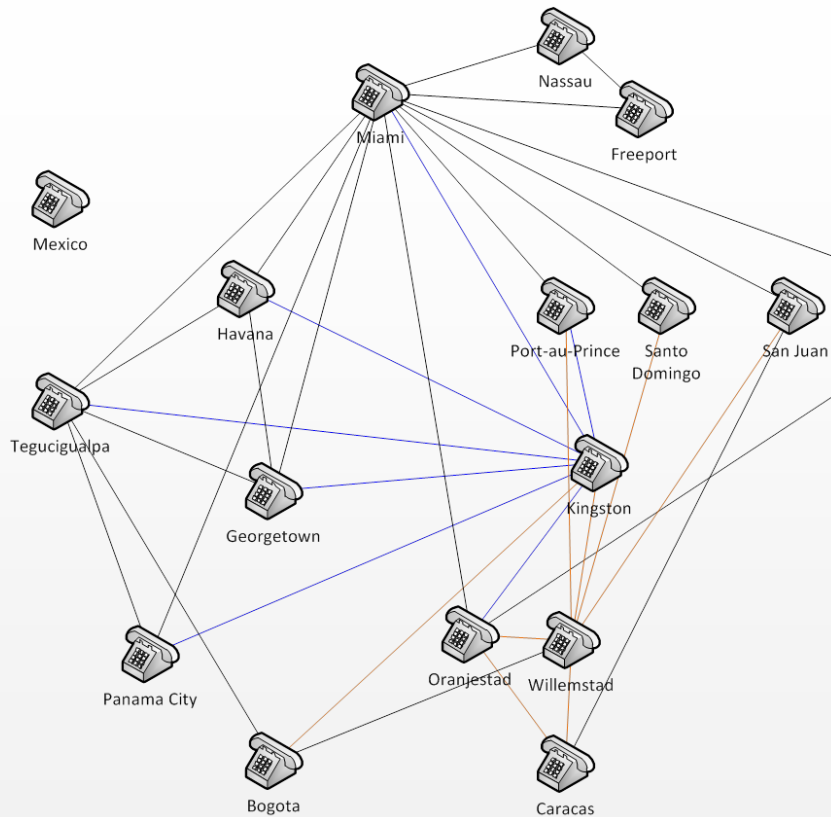 Nassau
Miami
Freeport
Mexico
Havana
Port-au-Prince
Santo
Domingo
San Juan
Tegucigualpa
Kingston
Georgetown
Oranjestad
Willemstad
Panama City
Bogota
Caracas